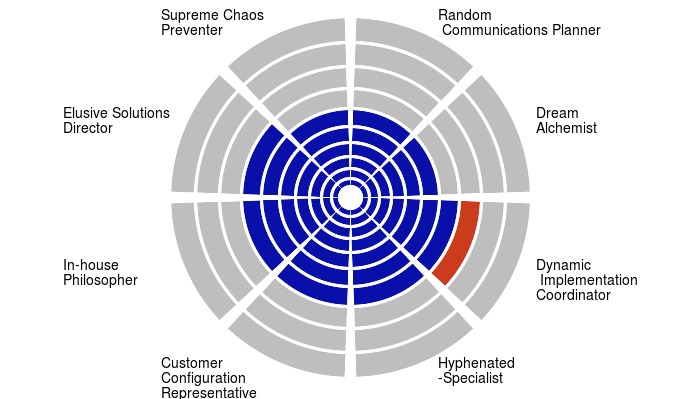 Supreme Chaos
Preventer
Random
Communications Planner
Elusive Solutions
Director
Dream
Alchemist
In-house
Philosopher
Dynamic
Implementation
Coordinator
Customer
Configuration
Representative
Hyphenated
-Specialist